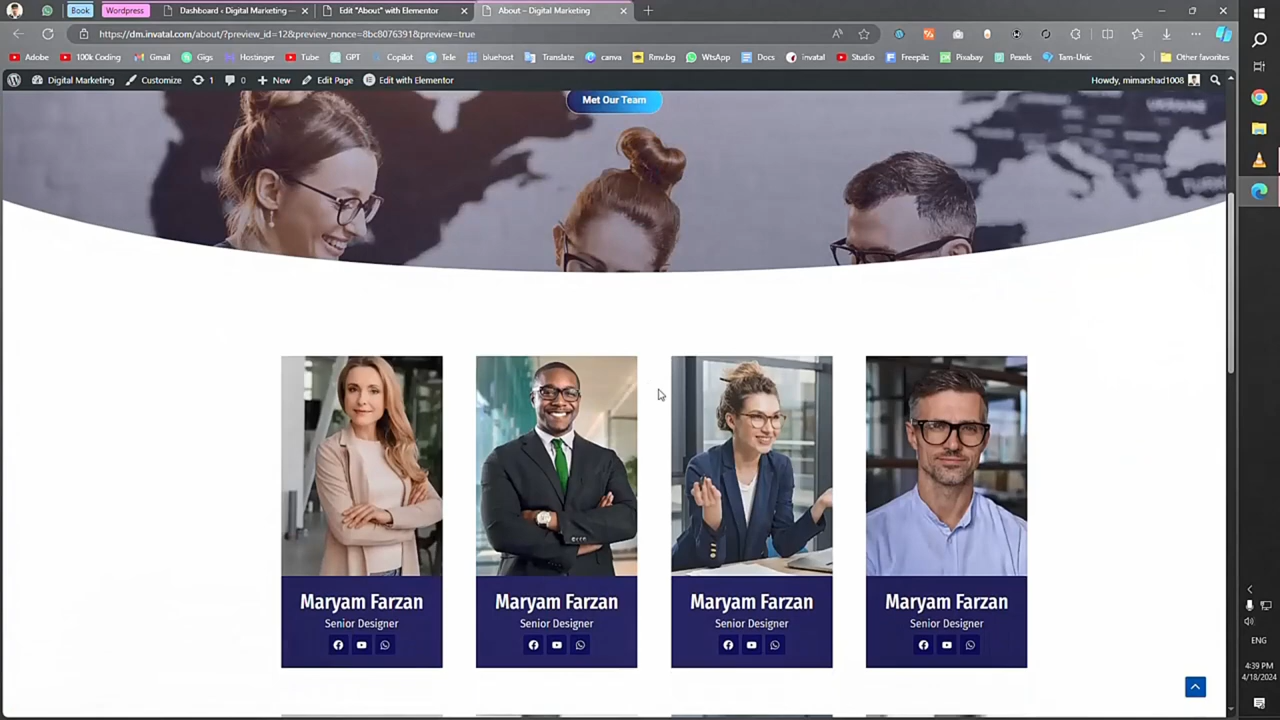 Book
Wordpress
Dashboard ‹ Digital Marketing —
Edit "About" with Elementor
About – Digital Marketing
https://dm.invatal.com/about/?preview_id=12&preview_nonce=8bc8076391&preview=true
Adobe
100k Coding
Gmail
Gigs
Hostinger
Tube
GPT
Copilot
Tele
bluehost
Translate
canva
Rmv.bg
WhatsApp
Docs
invatal
Studio
Freepik:
Pixabay
Pexels
Tam-Unic
Other favorites
Digital Marketing
Customize
1
0
New
Edit Page
Edit with Elementor
Howdy, mimarshad1008
UKRAINE
Met Our Team
Maryam Farzan
Senior Designer
Maryam Farzan
Senior Designer
Maryam Farzan
Senior Designer
Maryam Farzan
Senior Designer
ENG
4:39 PM
4/18/2024